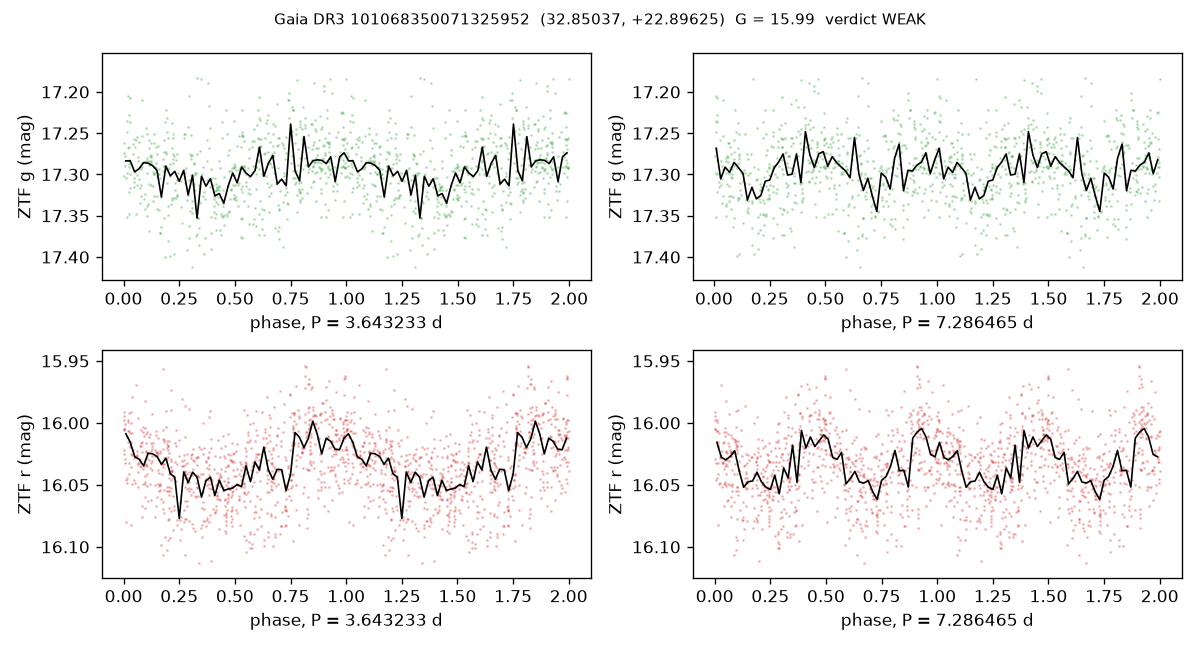 Gaia DR3 101068350071325952  (32.85037, +22.89625)  G = 15.99  verdict WEAK
ZTF g (mag)
17.20
17.25
17.30
17.35
17.40
0.00 0.25 0.50 0.75 1.00 1.25 1.50 1.75 2.00
phase, P = 3.643233 d
ZTF g (mag)
17.20
17.25
17.30
17.35
17.40
0.00 0.25 0.50 0.75 1.00 1.25 1.50 1.75 2.00
phase, P = 7.286465 d
ZTF r (mag)
15.95
16.00
16.05
16.10
0.00 0.25 0.50 0.75 1.00 1.25 1.50 1.75 2.00
phase, P = 3.643233 d
ZTF r (mag)
15.95
16.00
16.05
16.10
0.00 0.25 0.50 0.75 1.00 1.25 1.50 1.75 2.00
phase, P = 7.286465 d